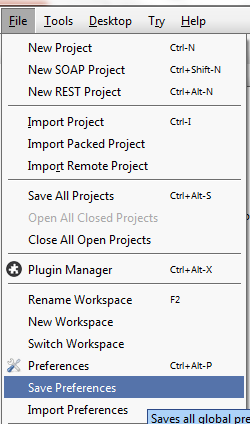 File Tools Desktop Try Help
New Project Ctrl-N
New SOAP Project Ctrl+Shift-N
New REST Project Ctrl+Alt-N
Import Project Ctrl-I
Import Packed Project
Import Remote Project
Save All Projects Ctrl+Alt-S
Open All Closed Projects
Close All Open Projects
Plugin Manager Ctrl+Alt-X
Rename Workspace F2
New Workspace
Switch Workspace
Preferences Ctrl+Alt-P
Save Preferences
Import Preferences
Saves all global pre